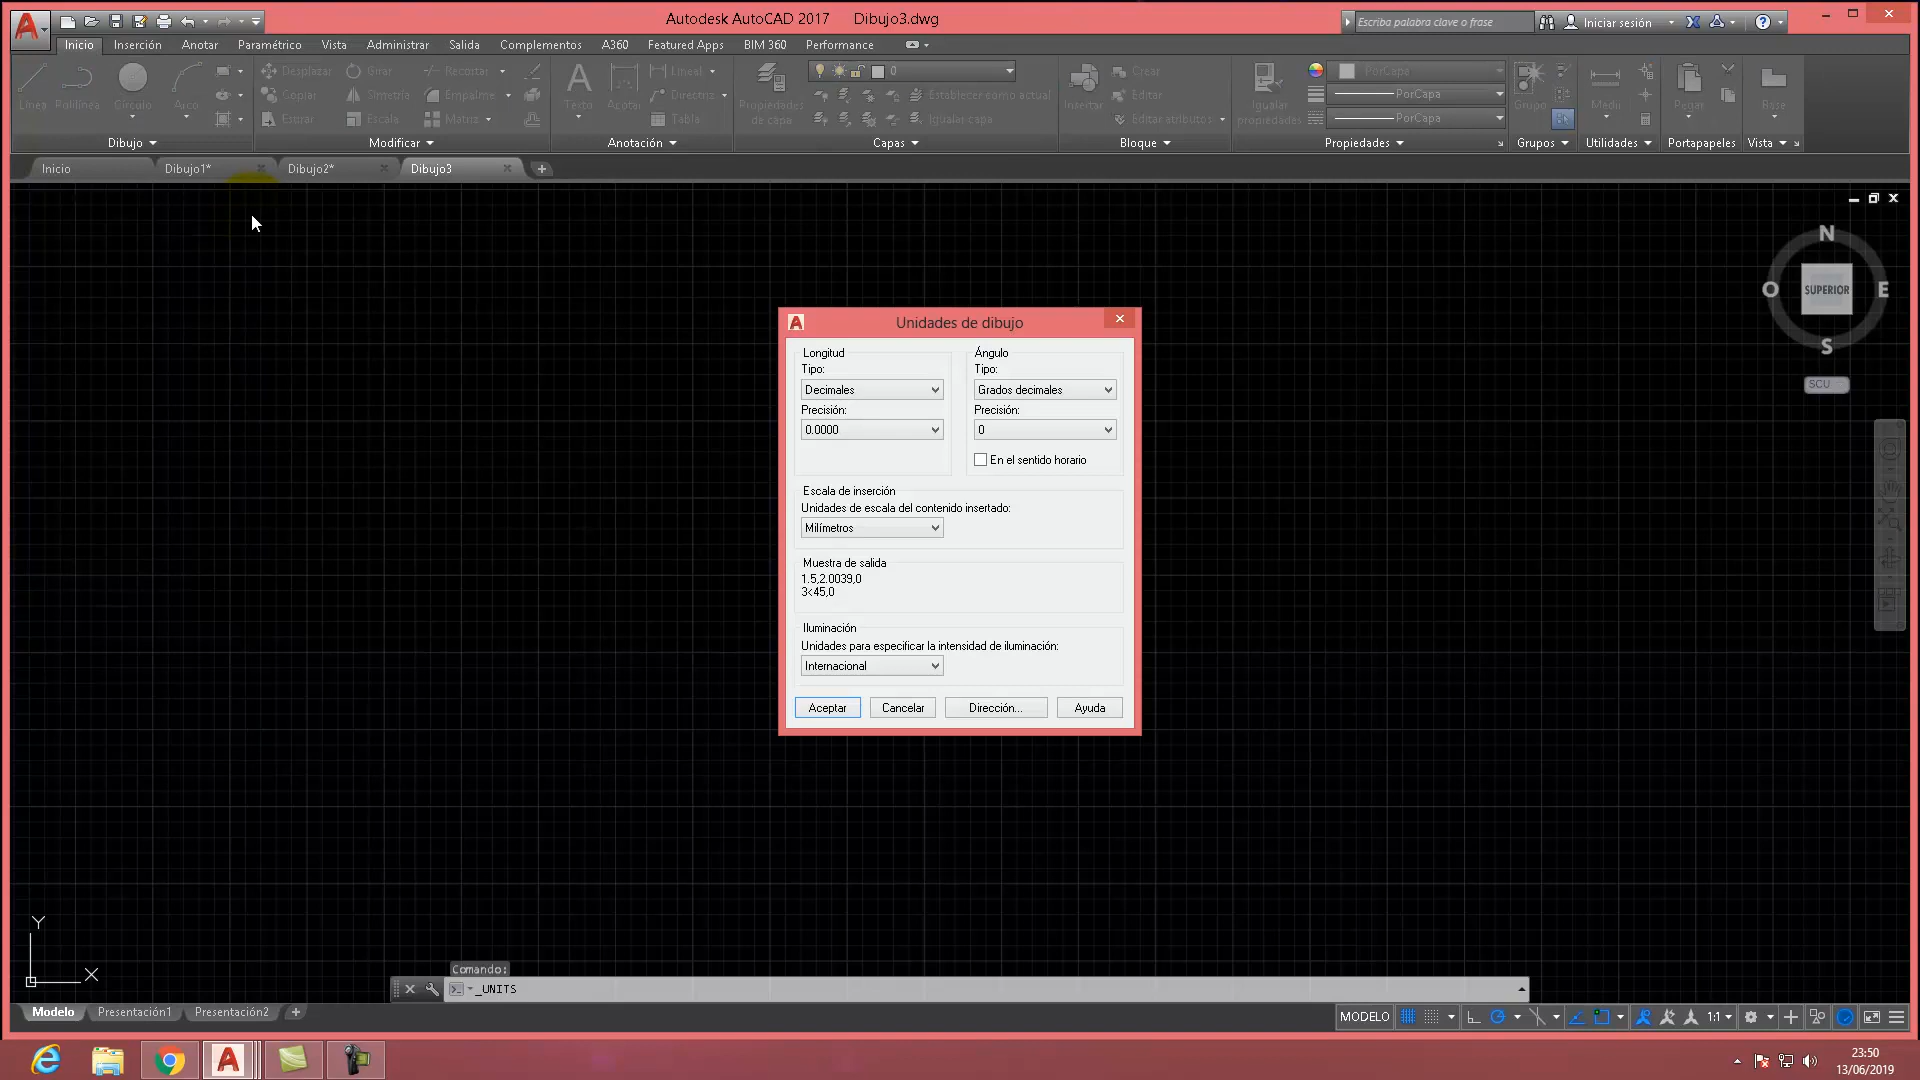 Autodesk AutoCAD 2017 Dibujo3.dwg
Escriba palabra clave o frase
Iniciar sesión
Inicio Inserción Anotar Paramétrico Vista Administrar Salida Complementos A360 Featured Apps BIM 360 Performance
Línea Polilínea Círculo Arco
Desplazar Girar Recortar
Copiar Simetría Empalme
Estirar Escala Matriz
Texto Acotar
Lineal
Directriz
Tabla
Propiedades de capa
0
Establecer como actual
Igualar capa
Insertar
Crear
Editar
Editar atributos
Igualar propiedades
PorCapa
PorCapa
PorCapa
Grupo
Medir
Pegar
Base
Dibujo Modificar Anotación Capas Bloque Propiedades Grupos Utilidades Portapapeles Vista
Inicio Dibujo1* Dibujo2* Dibujo3
N
O SUPERIOR E
S
SCU
Unidades de dibujo
Longitud
Tipo:
Decimales
Precisión:
0.0000
Ángulo
Tipo:
Grados decimales
Precisión:
0
En el sentido horario
Escala de inserción
Unidades de escala del contenido insertado:
Milímetros
Muestra de salida
1.5,2.0039,0
3<45,0
Iluminación
Unidades para especificar la intensidad de iluminación:
Internacional
Aceptar Cancelar Dirección... Ayuda
Y
X
Comando:
_UNITS
Modelo Presentación1 Presentación2
MODELO
1:1
23:50
13/06/2019